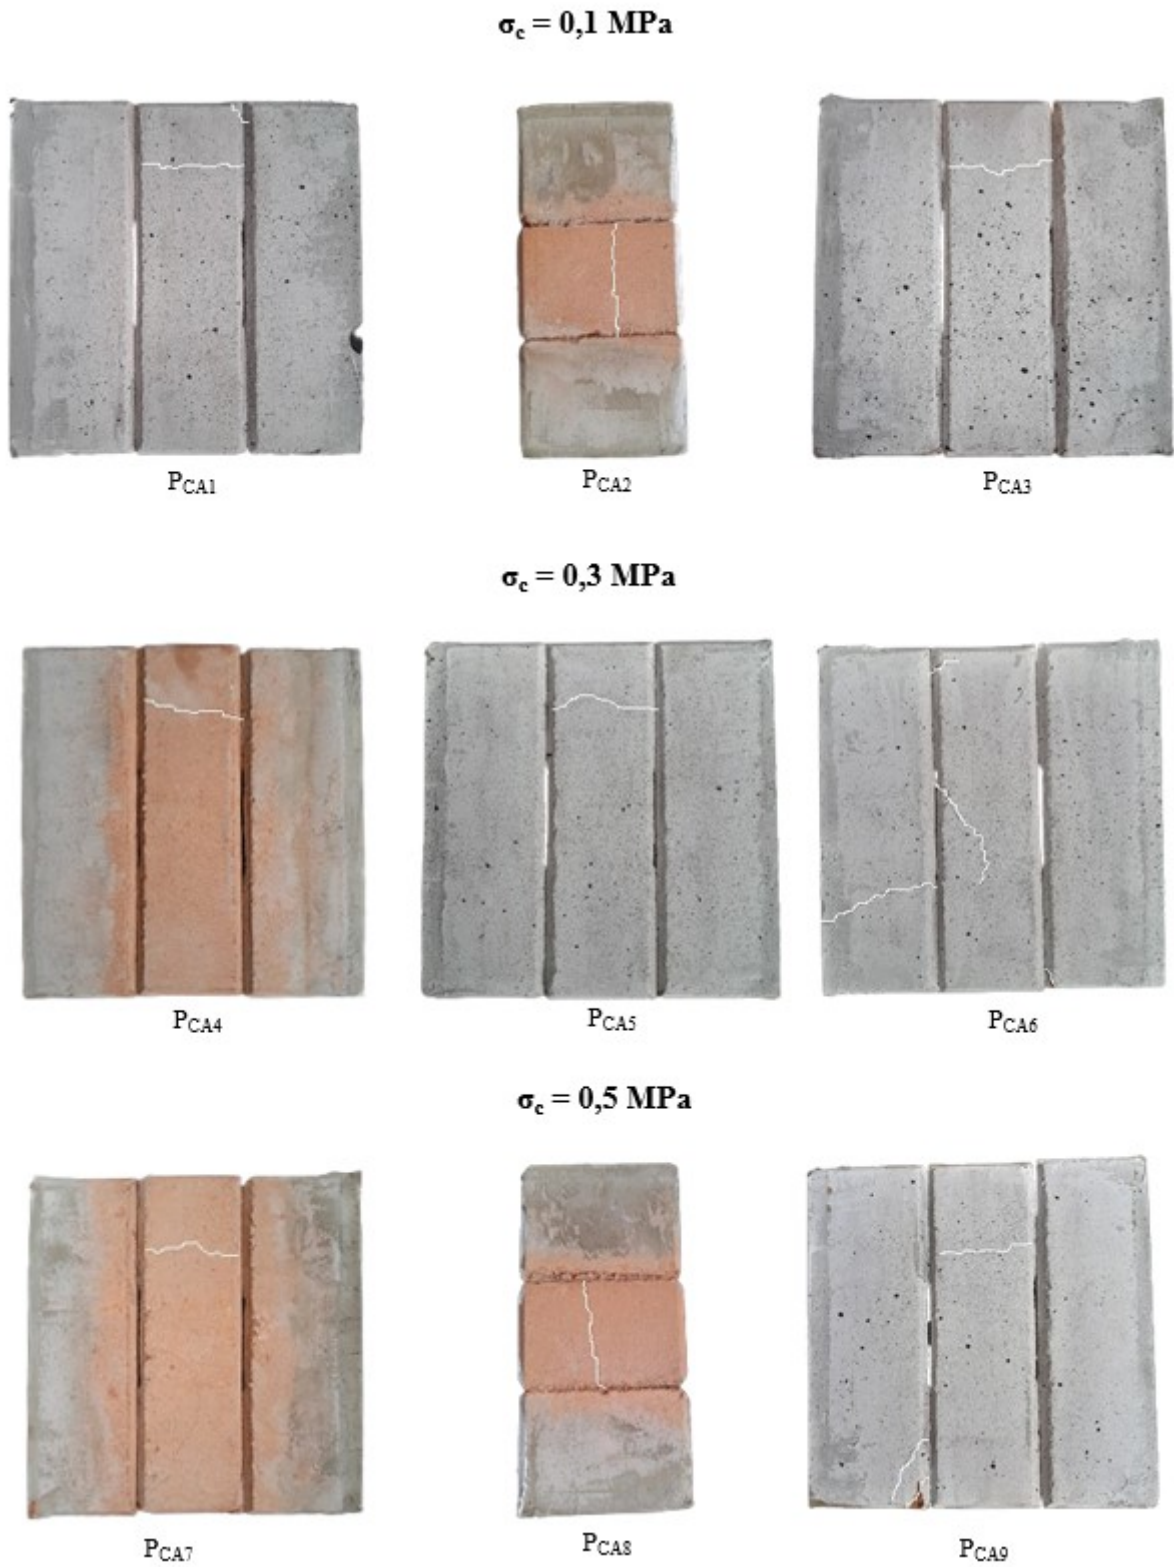 σc = 0,1 MPa
PCA1 PCA2 PCA3
σc = 0,3 MPa
PCA4 PCA5 PCA6
σc = 0,5 MPa
PCA7 PCA8 PCA9